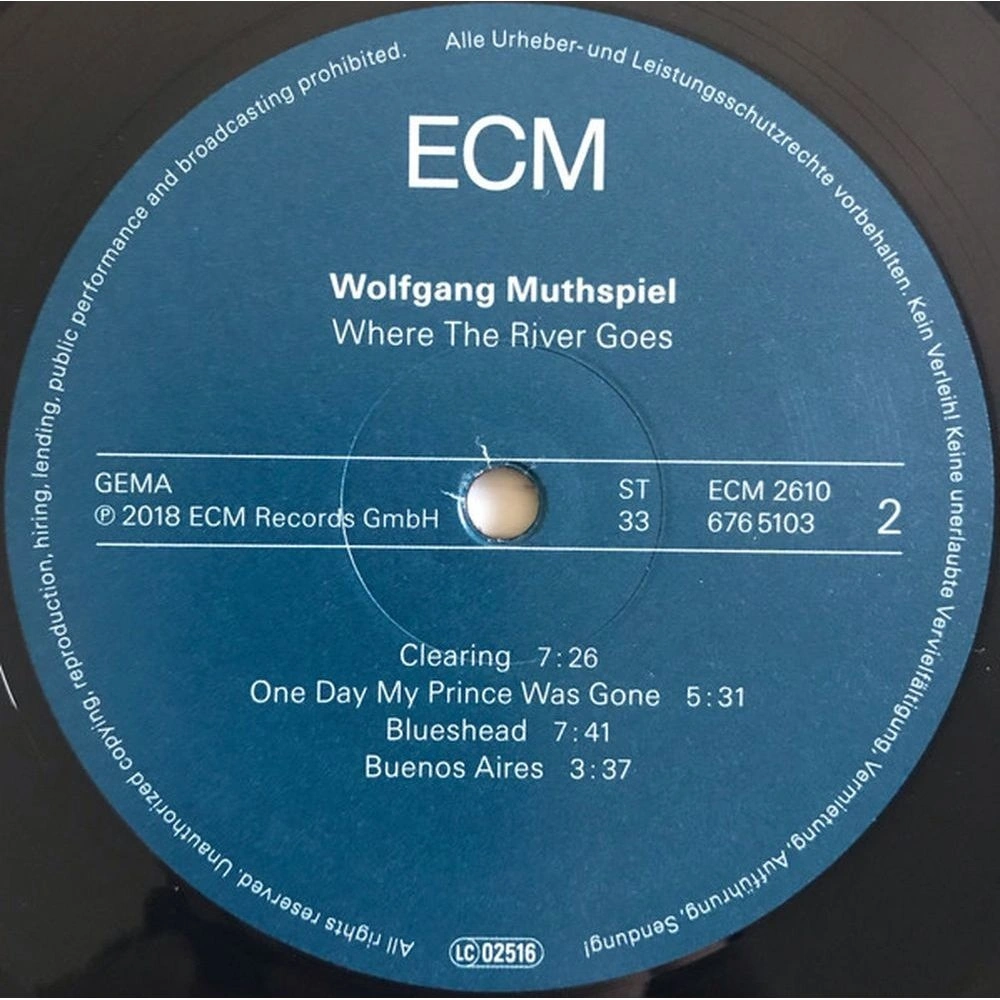 ECM
Wolfgang Muthspiel
Where The River Goes
GEMA
℗ 2018 ECM Records GmbH
ST
33
ECM 2610
676 5103
2
Clearing 7:26
One Day My Prince Was Gone 5:31
Blueshead 7:41
Buenos Aires 3:37
Alle Urheber- und Leistungsschutzrechte vorbehalten. Kein Verleih! Keine unerlaubte Vervielfältigung, Vermietung, Aufführung, Sendung!
LC 02516
All rights reserved. Unauthorized copying, reproduction, hiring, lending, public performance and broadcasting prohibited.